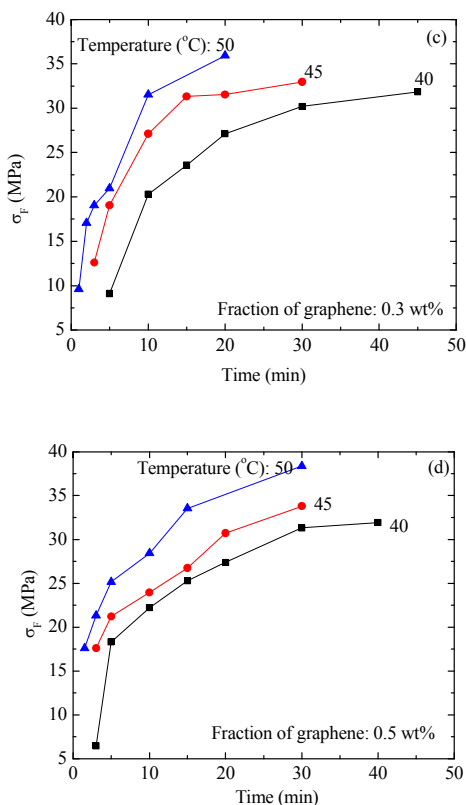 40
(c)
Temperature (°C): 50
45
35
40
30
25
20
15
10
Fraction of graphene: 0.3 wt%
5
σF (MPa)
0 10 20 30 40 50
Time (min)
40
(d)
Temperature (°C): 50
35
45
40
30
25
20
15
10
Fraction of graphene: 0.5 wt%
5
σF (MPa)
0 10 20 30 40 50
Time (min)